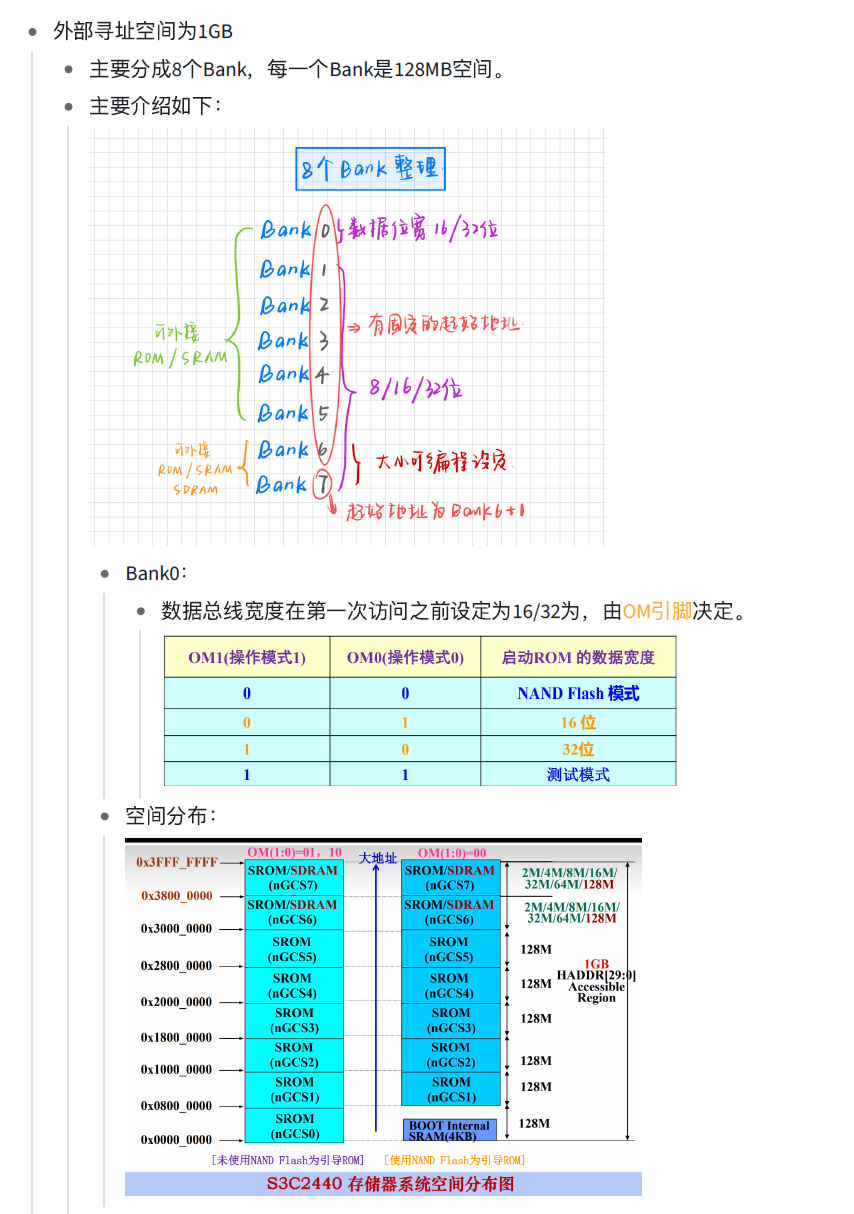 外部寻址空间为1GB
主要分成8个Bank，每一个Bank是128MB空间。
主要介绍如下：
8个Bank整理
Bank 0 数据位宽16/32位
Bank 1
Bank 2
⇒ 有固定的起始地址
可外接
Bank 3
ROM/SRAM
Bank 4
8/16/32位
Bank 5
可外接
Bank 6
ROM/SRAM
大小可编程设定
SDRAM
Bank 7
起始地址为Bank6+1
Bank0：
数据总线宽度在第一次访问之前设定为16/32为，由OM引脚决定。
OM1(操作模式1) OM0(操作模式0) 启动ROM 的数据宽度
0 0 NAND Flash 模式
0 1 16 位
1 0 32位
1 1 测试模式
空间分布：
OM(1:0)=01，10 大地址 OM(1:0)=00
0x3FFF_FFFF
SROM/SDRAM
(nGCS7)
SROM/SDRAM
(nGCS7)
2M/4M/8M/16M/
32M/64M/128M
0x3800_0000
SROM/SDRAM
(nGCS6)
SROM/SDRAM
(nGCS6)
2M/4M/8M/16M/
32M/64M/128M
0x3000_0000
SROM
(nGCS5)
SROM
(nGCS5)
128M
0x2800_0000
1GB
HADDR[29:0]
Accessible
Region
SROM
(nGCS4)
SROM
(nGCS4)
128M
0x2000_0000
SROM
(nGCS3)
SROM
(nGCS3)
128M
0x1800_0000
SROM
(nGCS2)
SROM
(nGCS2)
128M
0x1000_0000
SROM
(nGCS1)
SROM
(nGCS1)
128M
0x0800_0000
SROM
(nGCS0)
BOOT Internal
SRAM(4KB)
128M
0x0000_0000
[未使用NAND Flash为引导ROM] [使用NAND Flash为引导ROM]
S3C2440 存储器系统空间分布图